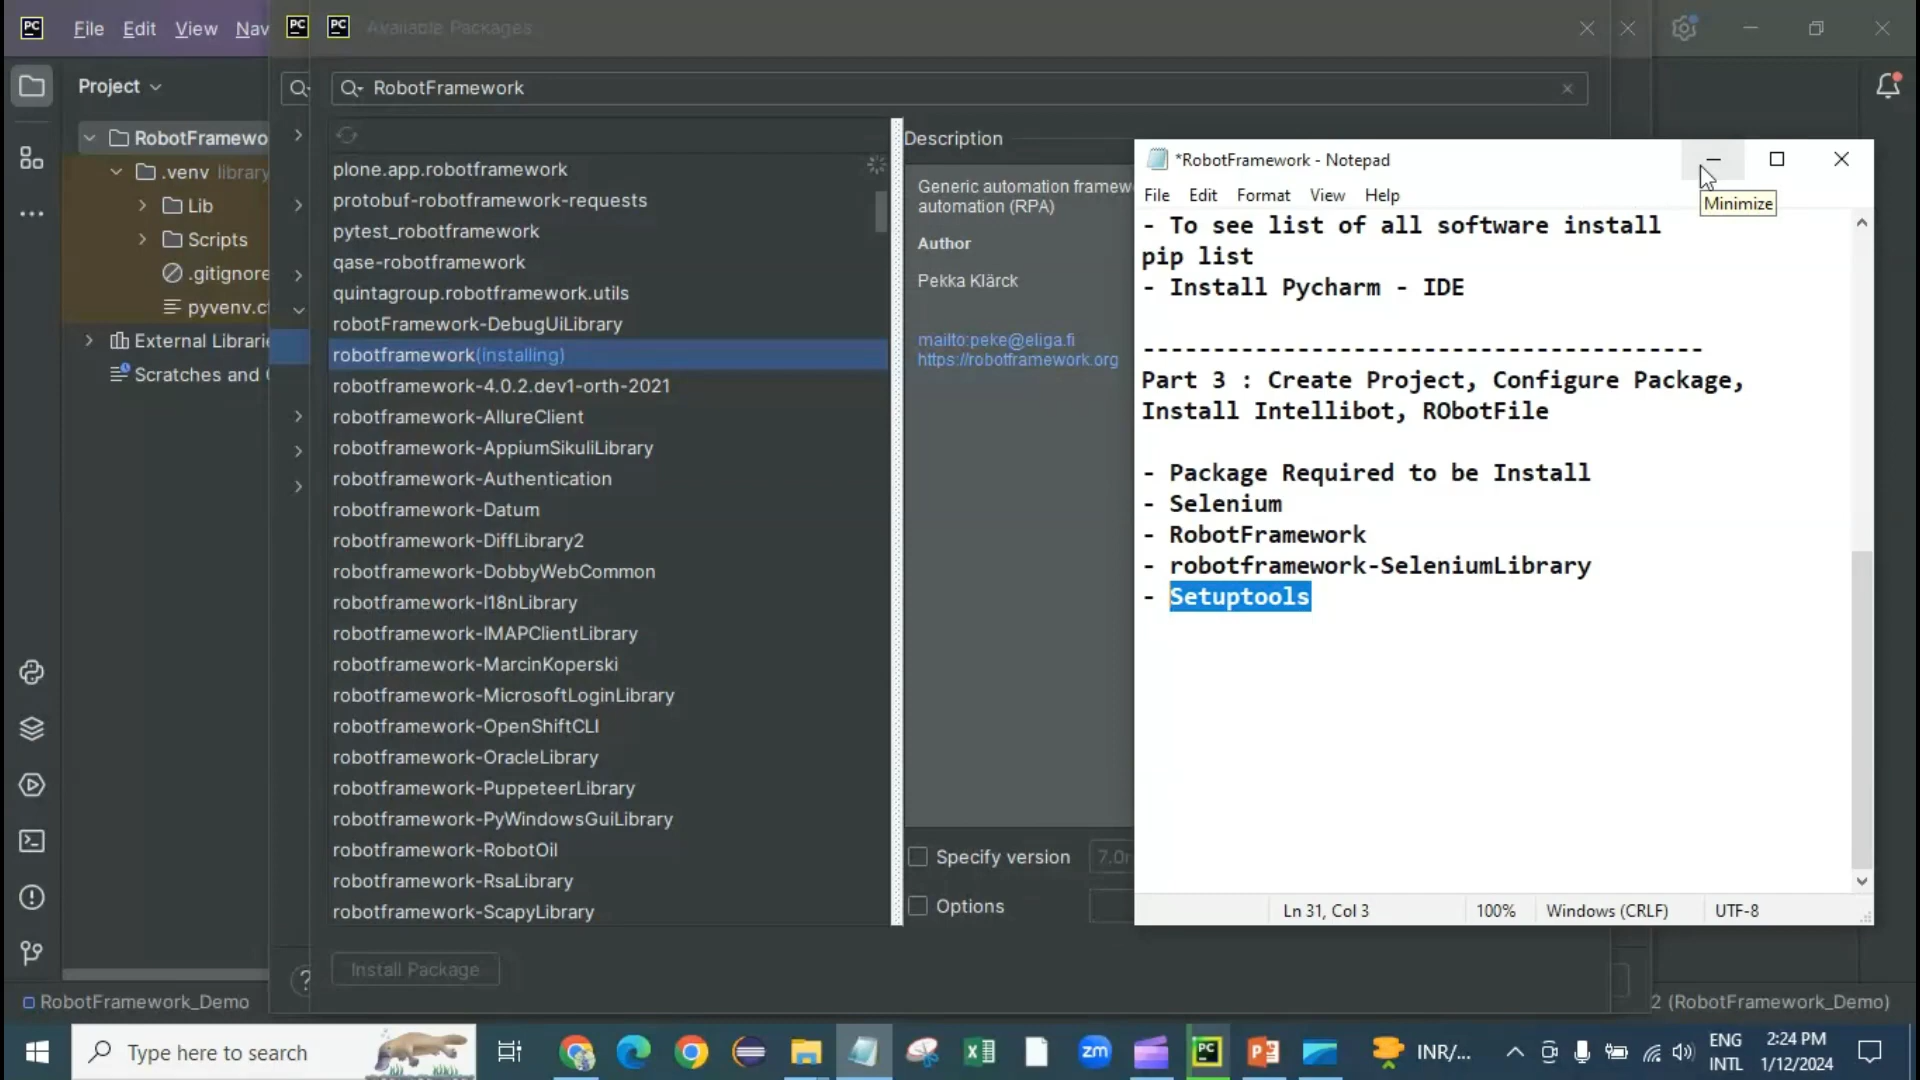 File Edit View Nav
Available Packages
Project
RobotFramewo
.venv library
Lib
Scripts
.gitignore
pyvenv.c
External Librarie
Scratches and
RobotFramework
plone.app.robotframework
protobuf-robotframework-requests
pytest_robotframework
qase-robotframework
quintagroup.robotframework.utils
robotFramework-DebugUiLibrary
robotframework(installing)
robotframework-4.0.2.dev1-orth-2021
robotframework-AllureClient
robotframework-AppiumSikuliLibrary
robotframework-Authentication
robotframework-Datum
robotframework-DiffLibrary2
robotframework-DobbyWebCommon
robotframework-I18nLibrary
robotframework-IMAPClientLibrary
robotframework-MarcinKoperski
robotframework-MicrosoftLoginLibrary
robotframework-OpenShiftCLI
robotframework-OracleLibrary
robotframework-PuppeteerLibrary
robotframework-PyWindowsGuiLibrary
robotframework-RobotOil
robotframework-RsaLibrary
robotframework-ScapyLibrary
Install Package
Description
Generic automation framew
automation (RPA)
Author
Pekka Klärck
mailto:peke@eliga.fi
https://robotframework.org
Specify version 7.0
Options
*RobotFramework - Notepad
File Edit Format View Help
Minimize
- To see list of all software install
pip list
- Install Pycharm - IDE
----------------------------------------
Part 3 : Create Project, Configure Package,
Install Intellibot, RObotFile
- Package Required to be Install
- Selenium
- RobotFramework
- robotframework-SeleniumLibrary
- Setuptools
Ln 31, Col 3 100% Windows (CRLF) UTF-8
RobotFramework_Demo
2 (RobotFramework_Demo)
Type here to search
INR/...
ENG
INTL
2:24 PM
1/12/2024